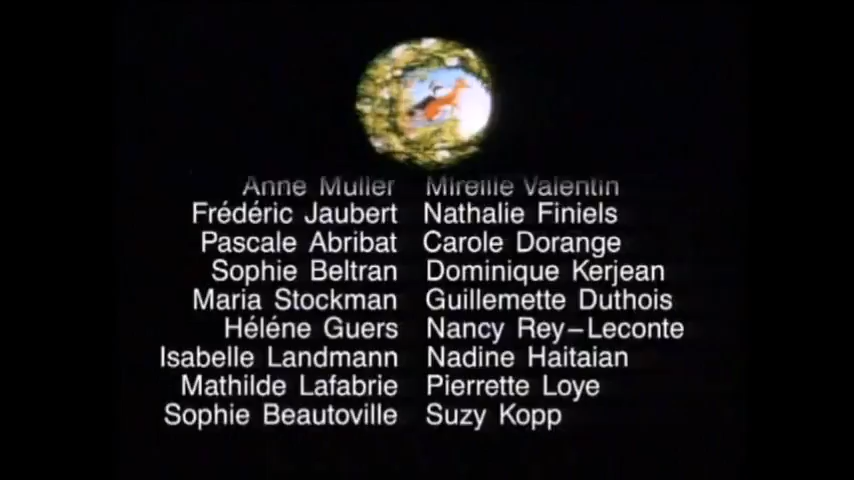 Anne Muller Mireille Valentin
Frédéric Jaubert Nathalie Finiels
Pascale Abribat Carole Dorange
Sophie Beltran Dominique Kerjean
Maria Stockman Guillemette Duthois
Héléne Guers Nancy Rey–Leconte
Isabelle Landmann Nadine Haitaian
Mathilde Lafabrie Pierrette Loye
Sophie Beautoville Suzy Kopp